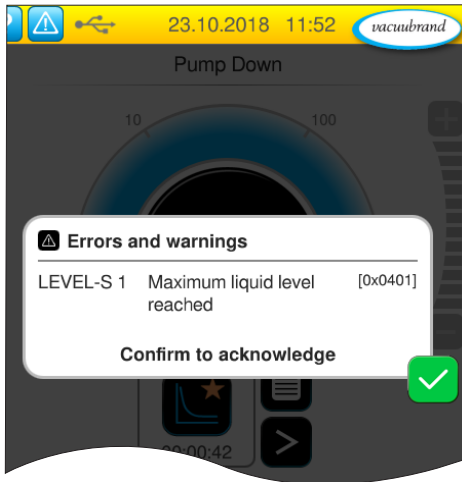 23.10.2018 11:52
vacuubrand
Pump Down
10
100
Errors and warnings
LEVEL-S 1 Maximum liquid level [0x0401]
reached
Confirm to acknowledge
00:00:42